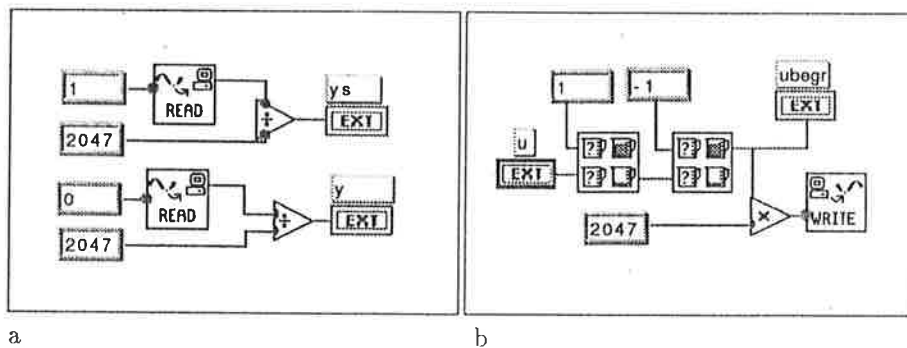 1
READ
ys
÷
EXT
2047
0
READ
y
÷
EXT
2047
a
1
-1
ubegr
EXT
u
EXT
? ?
? ?
2047
×
WRITE
b